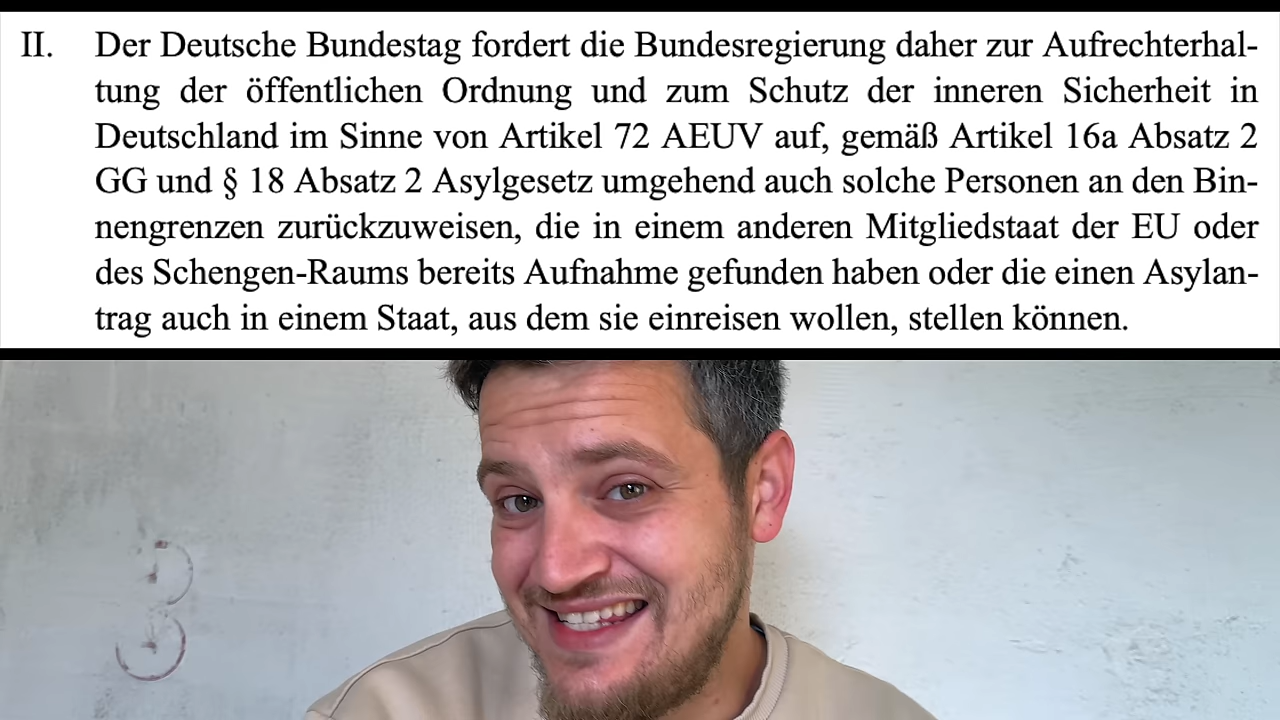 II. Der Deutsche Bundestag fordert die Bundesregierung daher zur Aufrechterhal-
tung der öffentlichen Ordnung und zum Schutz der inneren Sicherheit in
Deutschland im Sinne von Artikel 72 AEUV auf, gemäß Artikel 16a Absatz 2
GG und § 18 Absatz 2 Asylgesetz umgehend auch solche Personen an den Bin-
nengrenzen zurückzuweisen, die in einem anderen Mitgliedstaat der EU oder
des Schengen-Raums bereits Aufnahme gefunden haben oder die einen Asylan-
trag auch in einem Staat, aus dem sie einreisen wollen, stellen können.